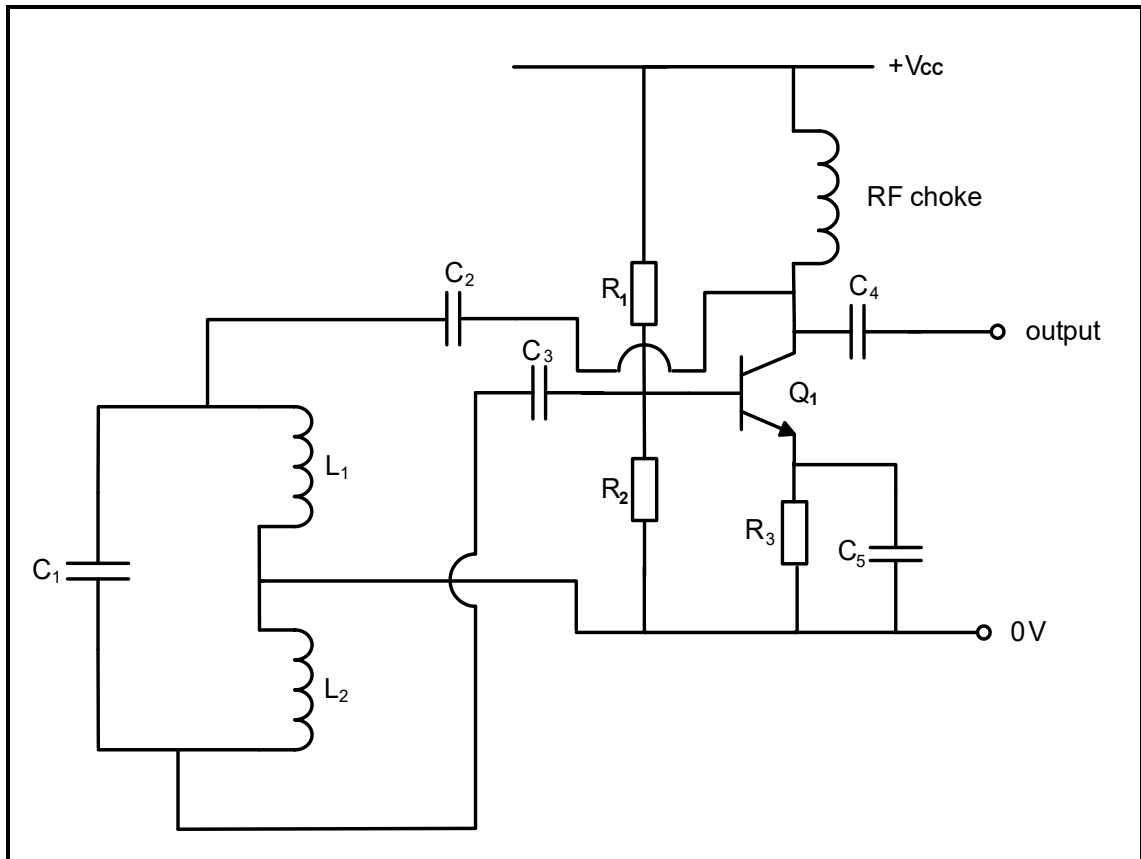 +Vcc
RF choke
C₂
R₁
C₄
output
C₃
Q₁
L₁
R₂
R₃
C₅
C₁
0V
L₂